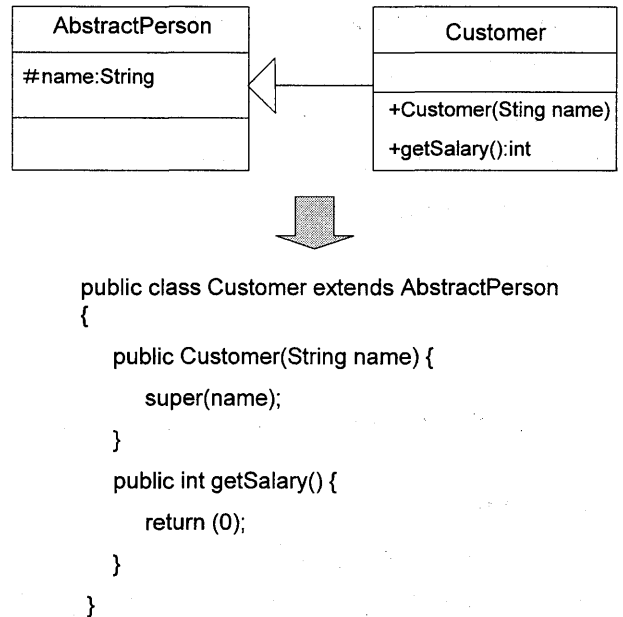 AbstractPerson
#name:String
Customer
+Customer(Sting name)
+getSalary():int
public class Customer extends AbstractPerson
{
public Customer(String name) {
super(name);
}
public int getSalary() {
return (0);
}
}